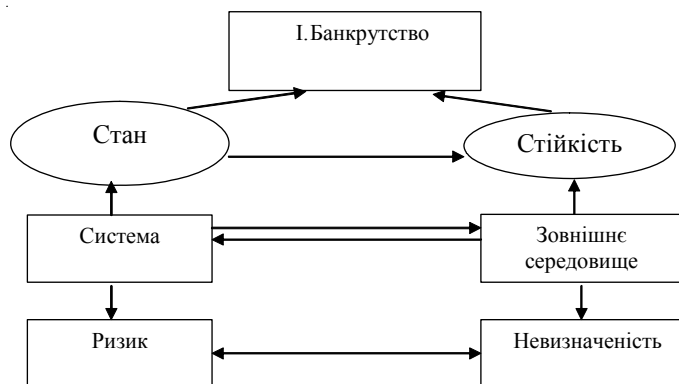 І.Банкрутство
Стан
Стійкість
Система
Зовнішнє
середовище
Ризик
Невизначеність